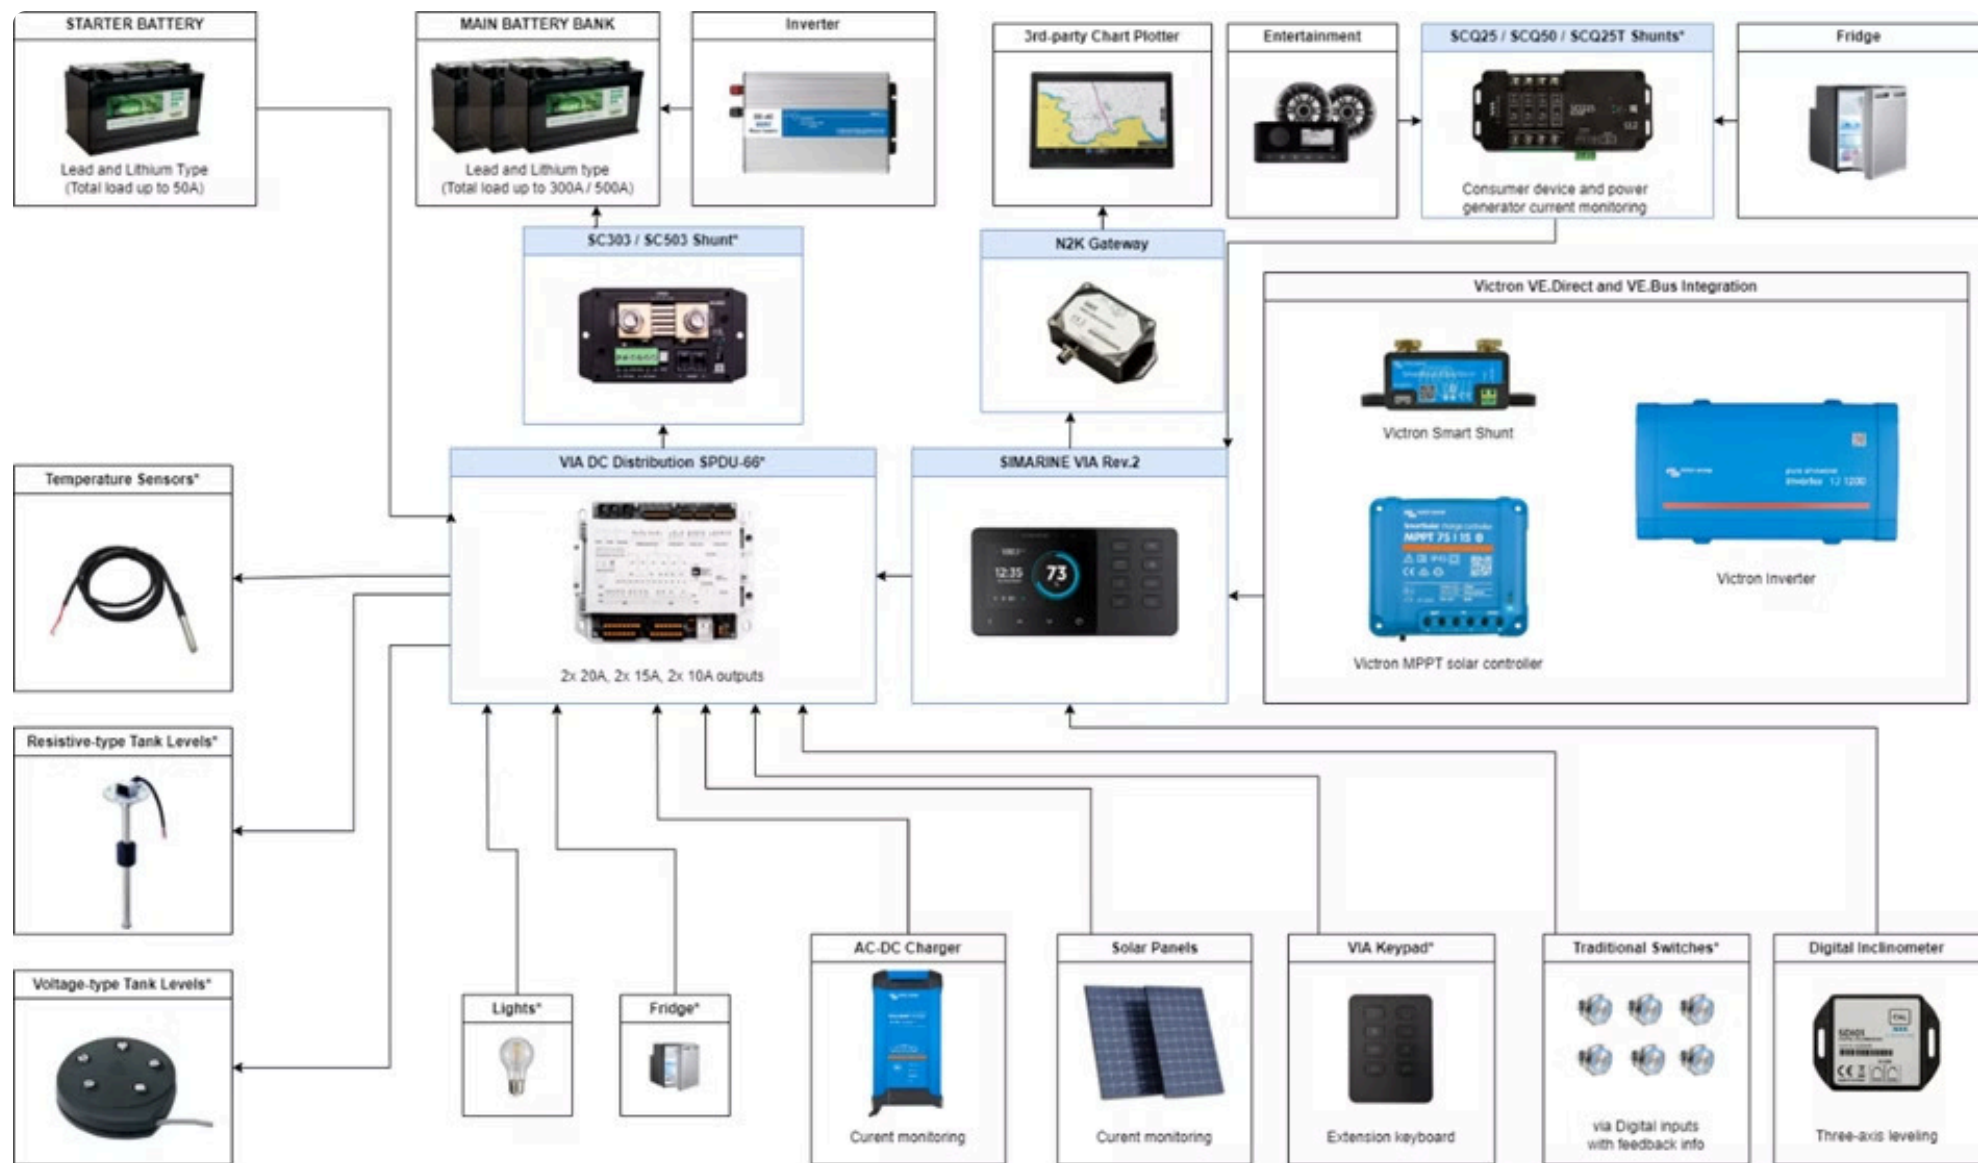 STARTER BATTERY
Lead and Lithium Type
(Total load up to 50A)
MAIN BATTERY BANK
Lead and Lithium type
(Total load up to 300A / 500A)
Inverter
3rd-party Chart Plotter
Entertainment
SCQ25 / SCQ50 / SCQ25T Shunts*
Consumer device and power
generator current monitoring
Fridge
SC303 / SC503 Shunt*
N2K Gateway
Victron VE.Direct and VE.Bus Integration
Victron Smart Shunt
Victron MPPT solar controller
Victron Inverter
MPPT 75 | 15
Temperature Sensors*
VIA DC Distribution SPDU-66*
2x 20A, 2x 15A, 2x 10A outputs
SIMARINE VIA Rev.2
12:35
73
Resistive-type Tank Levels*
Voltage-type Tank Levels*
Lights*
Fridge*
AC-DC Charger
Curent monitoring
Solar Panels
Curent monitoring
VIA Keypad*
Extension keyboard
Traditional Switches*
via Digital inputs
with feedback info
Digital Inclinometer
SDI01
Three-axis leveling